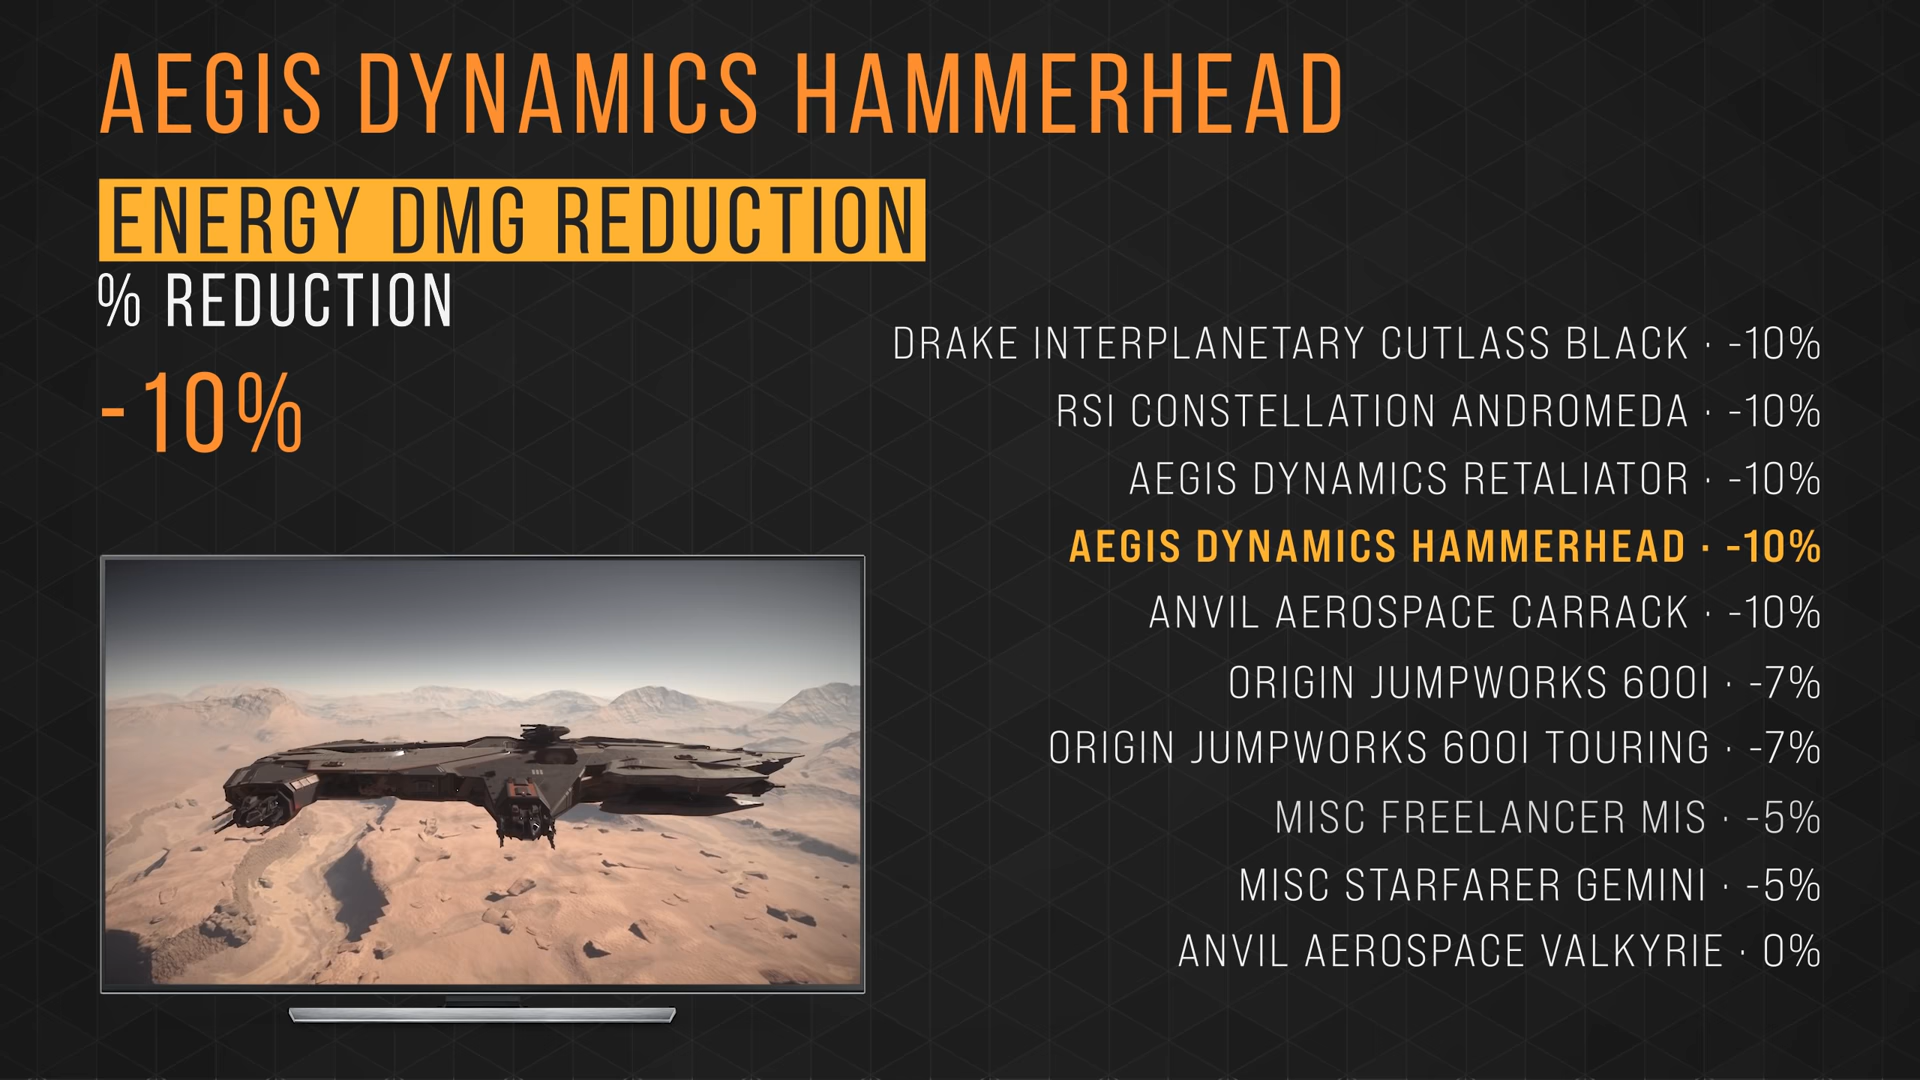 AEGIS DYNAMICS HAMMERHEAD
ENERGY DMG REDUCTION
% REDUCTION
-10%
DRAKE INTERPLANETARY CUTLASS BLACK · -10%
RSI CONSTELLATION ANDROMEDA · -10%
AEGIS DYNAMICS RETALIATOR · -10%
AEGIS DYNAMICS HAMMERHEAD · -10%
ANVIL AEROSPACE CARRACK · -10%
ORIGIN JUMPWORKS 600I · -7%
ORIGIN JUMPWORKS 600I TOURING · -7%
MISC FREELANCER MIS · -5%
MISC STARFARER GEMINI · -5%
ANVIL AEROSPACE VALKYRIE · 0%